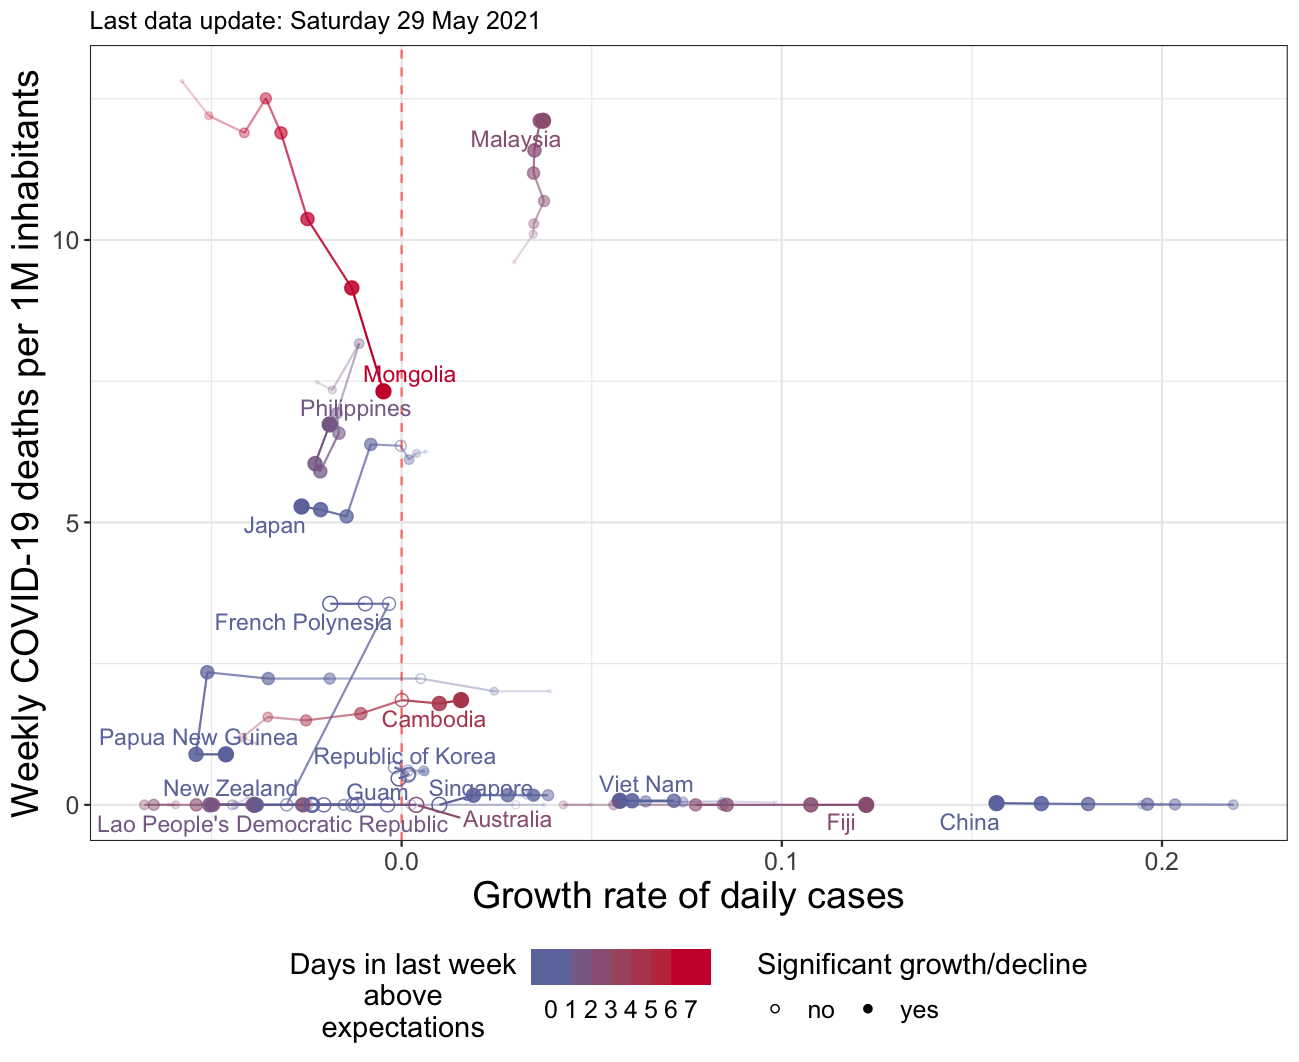 Last data update: Saturday 29 May 2021
Weekly COVID-19 deaths per 1M inhabitants
10
5
0
Malaysia
Mongolia
Philippines
Japan
French Polynesia
Cambodia
Papua New Guinea
Republic of Korea
New Zealand
Guam
Singapore
Viet Nam
Lao People's Democratic Republic
Australia
Fiji
China
0.0
0.1
0.2
Growth rate of daily cases
Days in last week
above
expectations
0 1 2 3 4 5 6 7
Significant growth/decline
no
yes